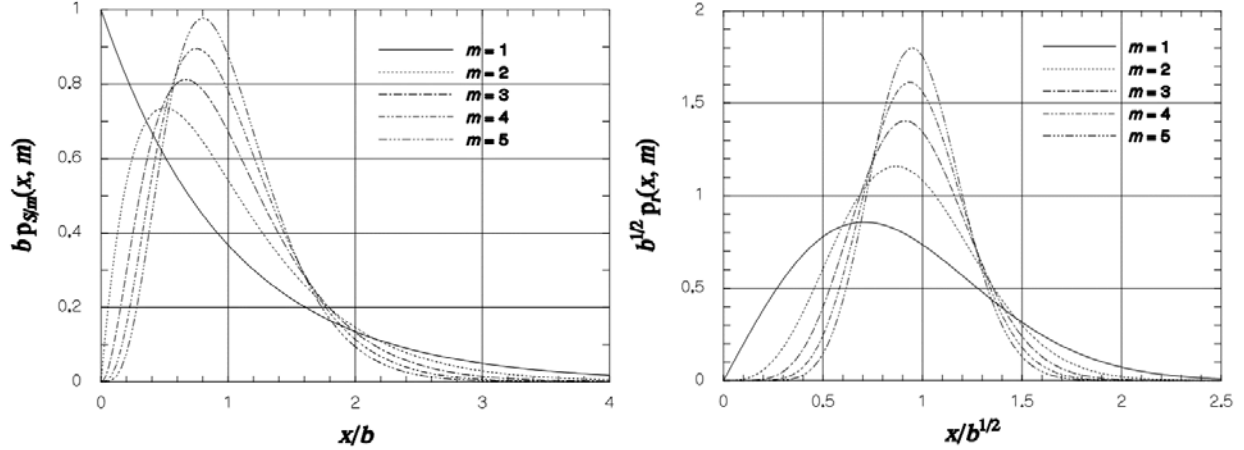 1
0.8
0.6
0.4
0.2
0
0
1
2
3
4
b p_{S/m}(x, m)
x/b
m = 1
m = 2
m = 3
m = 4
m = 5
2
1.5
1
0.5
0
0
0.5
1
1.5
2
2.5
b^{1/2} p_r(x, m)
x/b^{1/2}
m = 1
m = 2
m = 3
m = 4
m = 5